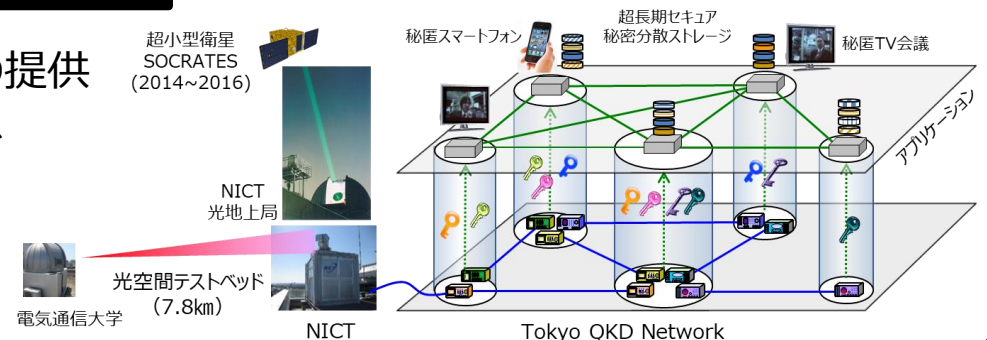 の提供
超小型衛星
SOCRATES
(2014~2016)
NICT
光地上局
光空間テストベッド
(7.8km)
電気通信大学
NICT
秘匿スマートフォン
超長期セキュア
秘密分散ストレージ
秘匿TV会議
アプリケーション
Tokyo QKD Network